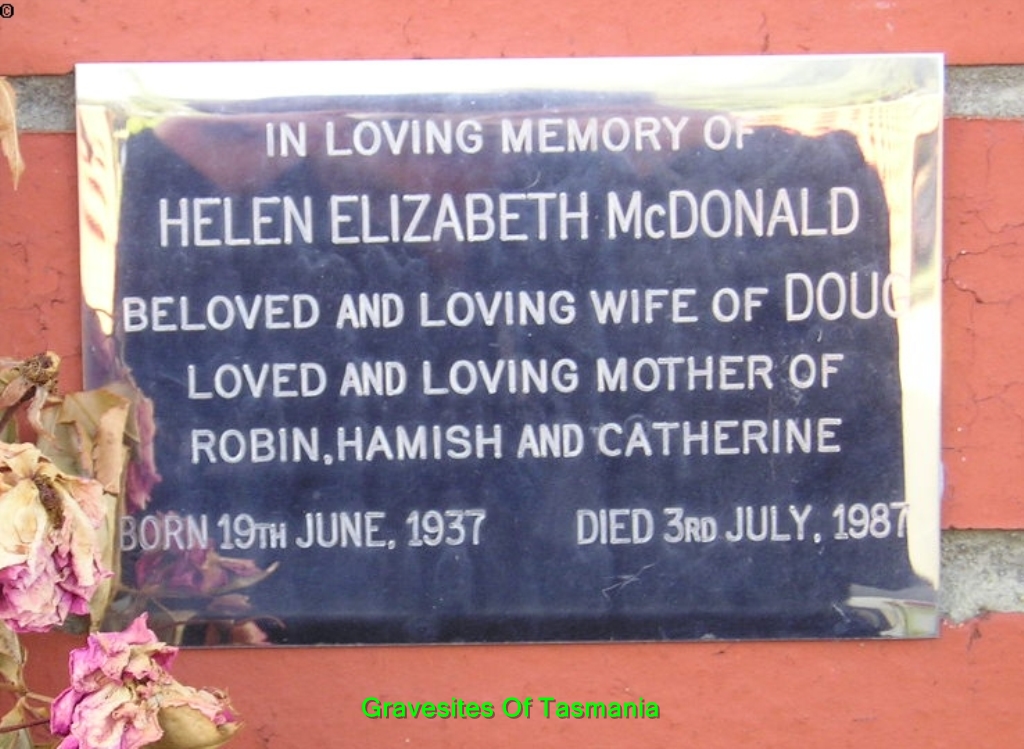 ©
IN LOVING MEMORY OF
HELEN ELIZABETH McDONALD
BELOVED AND LOVING WIFE OF DOUG
LOVED AND LOVING MOTHER OF
ROBIN, HAMISH AND CATHERINE
BORN 19TH JUNE, 1937 DIED 3RD JULY, 1987
Gravesites Of Tasmania